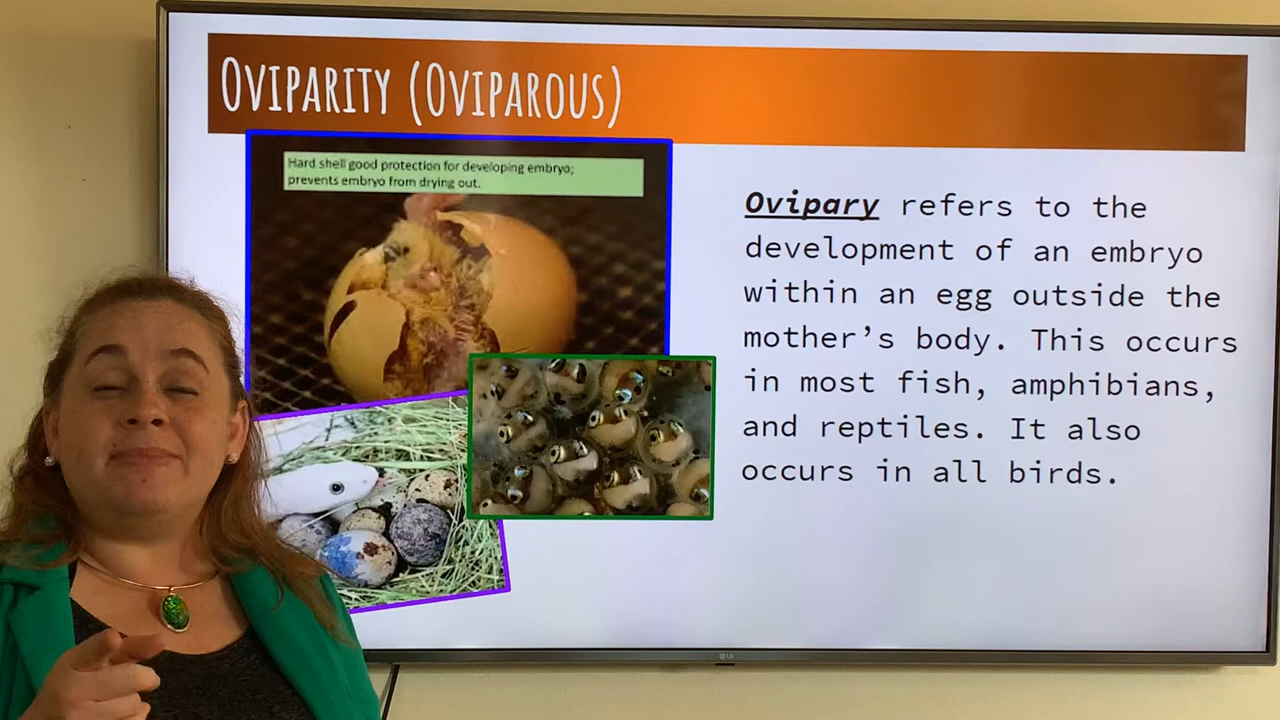 OVIPARITY (OVIPAROUS)
Hard shell good protection for developing embryo;
prevents embryo from drying out.
Ovipary refers to the
development of an embryo
within an egg outside the
mother's body. This occurs
in most fish, amphibians,
and reptiles. It also
occurs in all birds.
LG